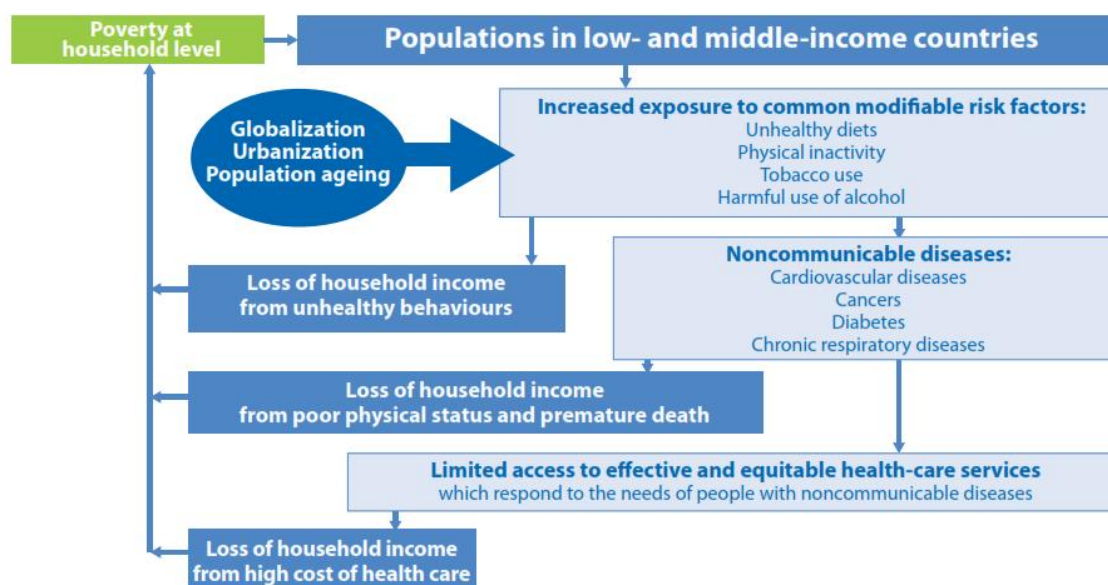 Poverty at
household level
Populations in low- and middle-income countries
Increased exposure to common modifiable risk factors:
Unhealthy diets
Physical inactivity
Tobacco use
Harmful use of alcohol
Globalization
Urbanization
Population ageing
Noncommunicable diseases:
Cardiovascular diseases
Cancers
Diabetes
Chronic respiratory diseases
Loss of household income
from unhealthy behaviours
Loss of household income
from poor physical status and premature death
Limited access to effective and equitable health-care services
which respond to the needs of people with noncommunicable diseases
Loss of household income
from high cost of health care